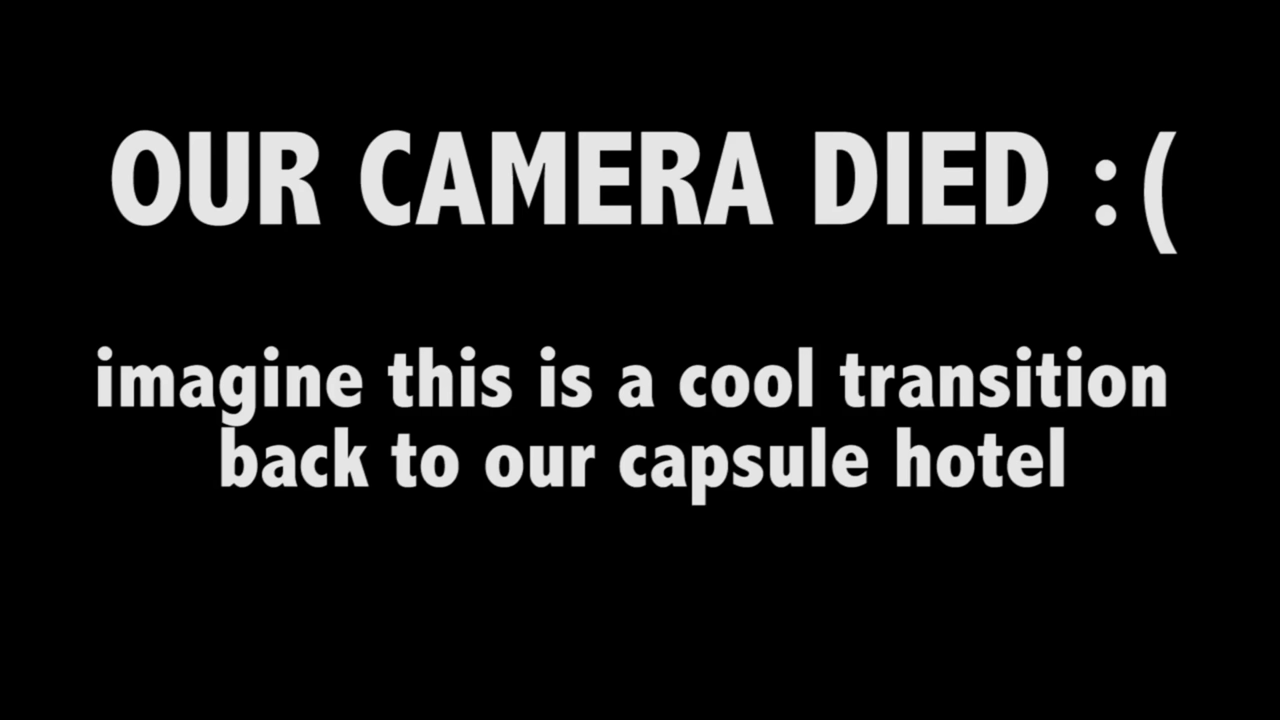 OUR CAMERA DIED :(
imagine this is a cool transition
back to our capsule hotel